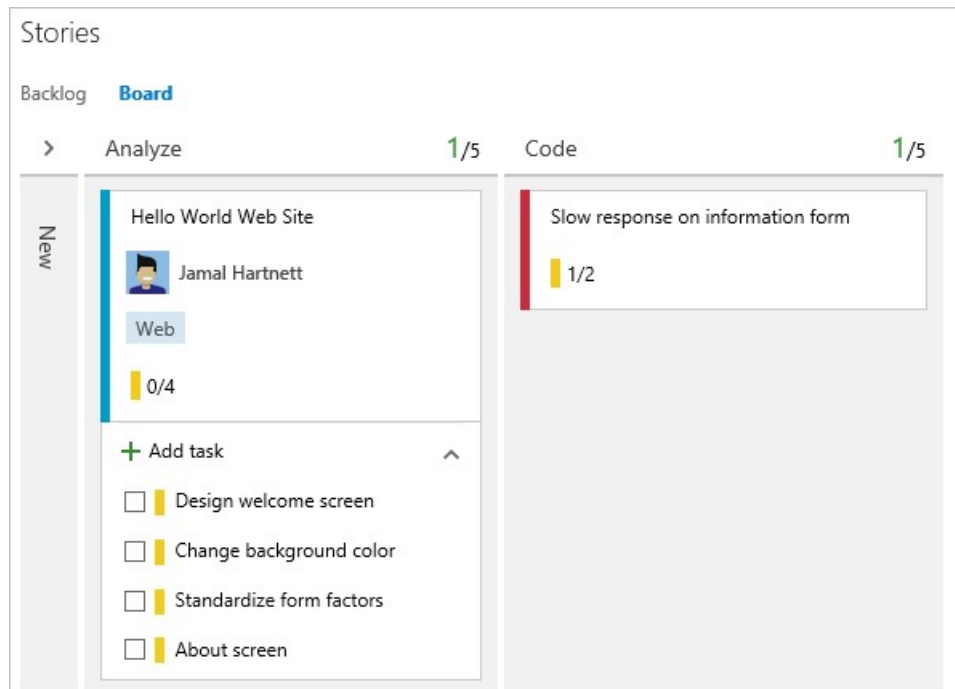 Stories
Backlog Board
Analyze 1/5
Code 1/5
New
Hello World Web Site
Jamal Hartnett
Web
0/4
Add task
Design welcome screen
Change background color
Standardize form factors
About screen
Slow response on information form
1/2